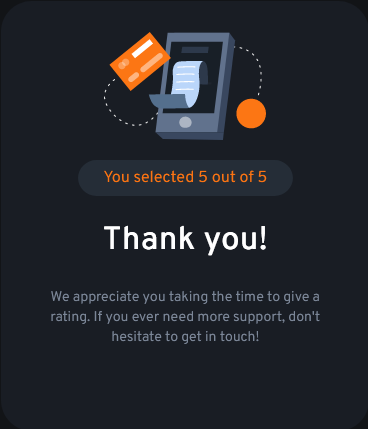 You selected 5 out of 5
Thank you!
We appreciate you taking the time to give a
rating. If you ever need more support, don't
hesitate to get in touch!